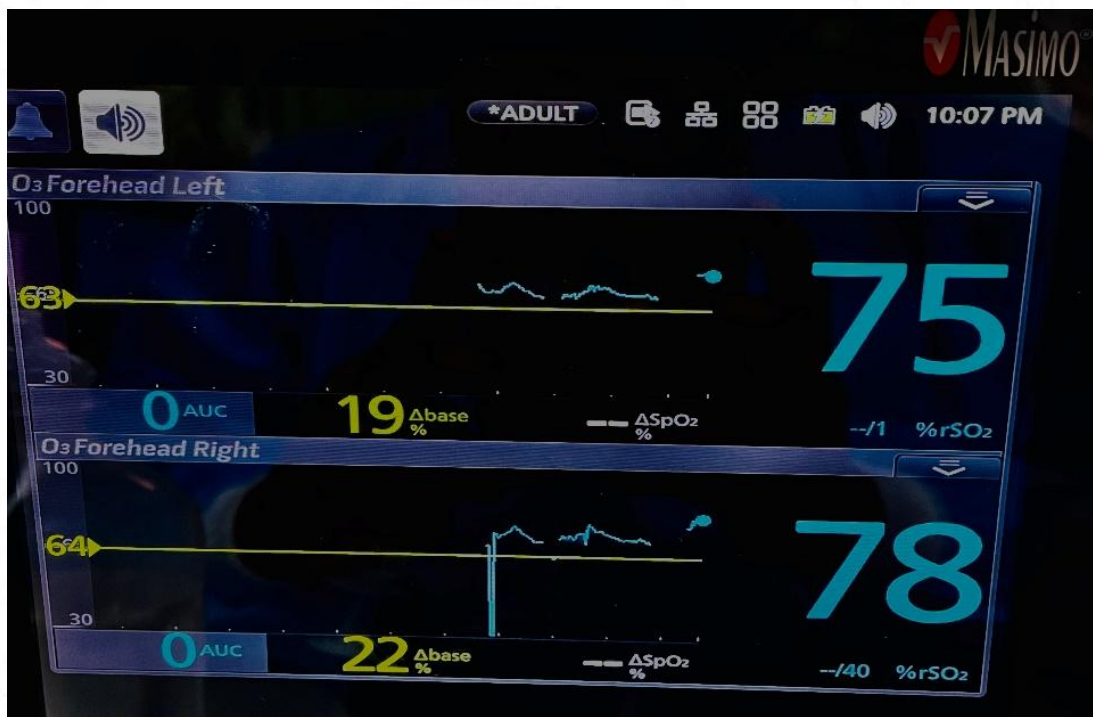 MASIMO®
*ADULT 10:07 PM
O3 Forehead Left
100
63
30
75
0 AUC 19 Δbase % -- ΔSpO2 % --/1 %rSO2
O3 Forehead Right
100
64
30
78
0 AUC 22 Δbase % -- ΔSpO2 % --/40 %rSO2